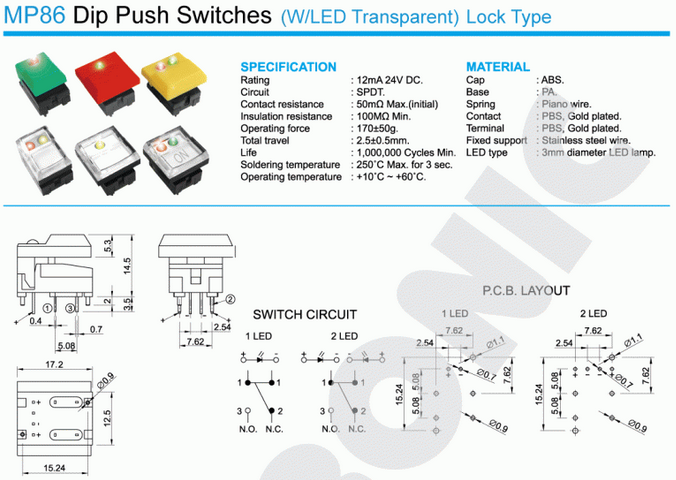 MP86 Dip Push Switches (W/LED Transparent) Lock Type
SPECIFICATION
Rating : 12mA 24V DC.
Circuit : SPDT.
Contact resistance : 50mΩ Max.(initial)
Insulation resistance : 100MΩ Min.
Operating force : 170±50g.
Total travel : 2.5±0.5mm.
Life : 1,000,000 Cycles Min.
Soldering temperature : 250˚C Max. for 3 sec.
Operating temperature : +10˚C ~ +60˚C.
MATERIAL
Cap : ABS.
Base : PA.
Spring : Piano wire.
Contact : PBS, Gold plated.
Terminal : PBS, Gold plated.
Fixed support : Stainless steel wire.
LED type : 3mm diameter LED lamp.
ON
5.3
14.5
2
3.5
+ − ① ③
0.4
0.7
5.08
②
+ −
2.54
7.62
17.2
Ø0.9
12.5
15.24
SWITCH CIRCUIT
1 LED 2 LED
+ − + − − +
1 1 1 1
3 2 3 2
N.O. N.C. N.O. N.C.
P.C.B. LAYOUT
1 LED 2 LED
7.62 7.62
2.54 Ø1.1 2.54 Ø1.1
Ø0.7 Ø0.7
15.24 5.08 5.08 Ø0.9
15.24 5.08 5.08 7.62 Ø0.9
7.62
ONIC
RONIC